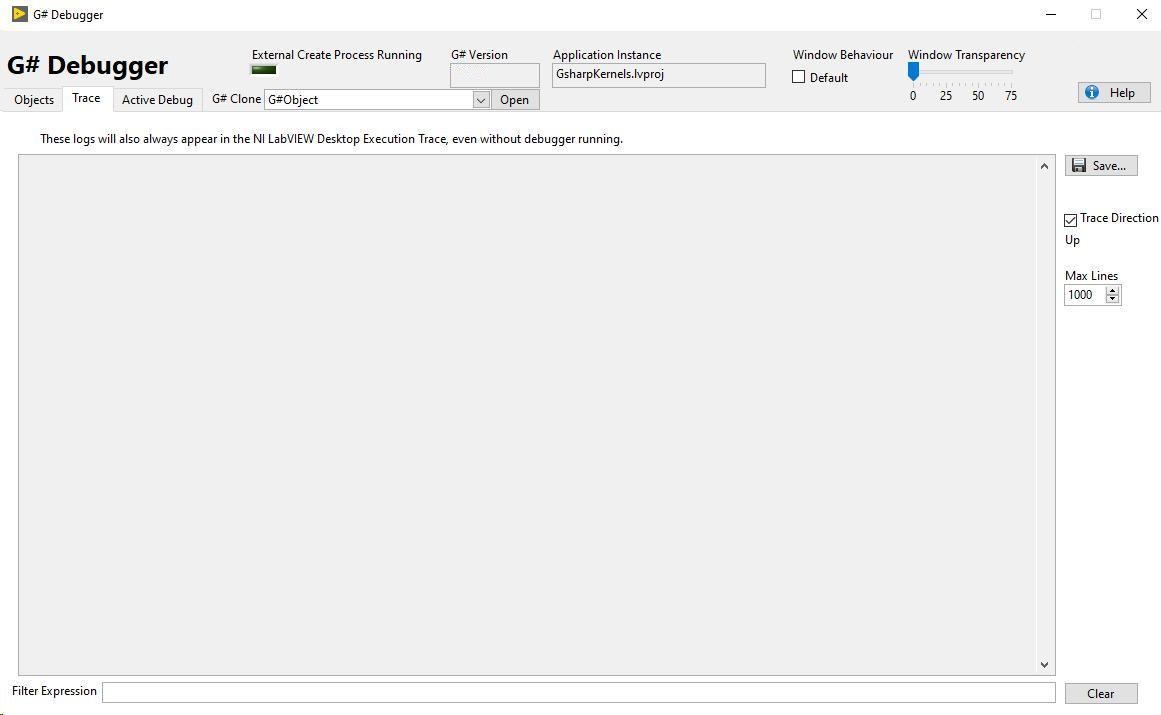 G# Debugger
G# Debugger
External Create Process Running
G# Version
Application Instance
GsharpKernels.lvproj
Window Behaviour
Default
Window Transparency
0 25 50 75
Help
Objects
Trace
Active Debug
G# Clone
G#Object
Open
These logs will also always appear in the NI LabVIEW Desktop Execution Trace, even without debugger running.
Save...
Trace Direction
Up
Max Lines
1000
Filter Expression
Clear